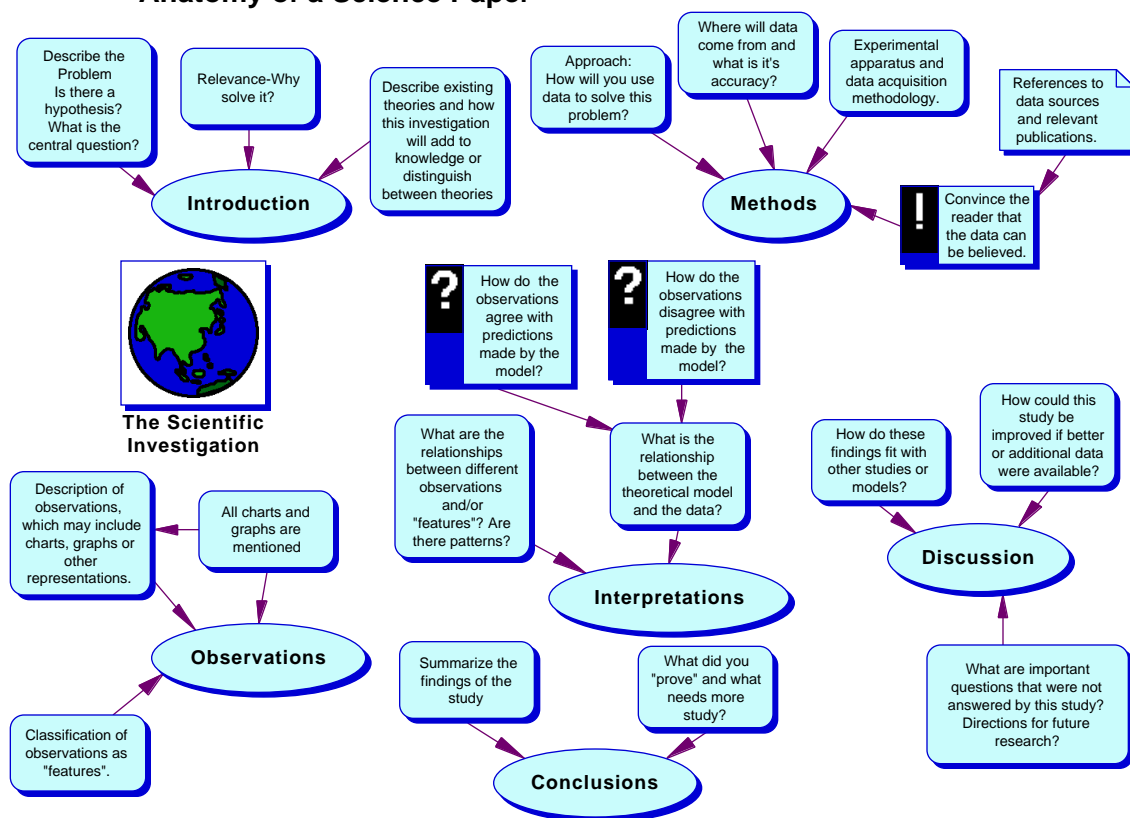 Anatomy of a Science Paper
Describe the
Problem
Is there a
hypothesis?
What is the
central question?
Relevance-Why
solve it?
Describe existing
theories and how
this investigation
will add to
knowledge or
distinguish
between theories
Introduction
Approach:
How will you use
data to solve this
problem?
Where will data
come from and
what is it's
accuracy?
Experimental
apparatus and
data acquisition
methodology.
References to
data sources
and relevant
publications.
Methods
!
Convince the
reader that
the data can
be believed.
The Scientific
Investigation
?
How do the
observations
agree with
predictions
made by the
model?
?
How do the
observations
disagree with
predictions
made by the
model?
What are the
relationships
between different
observations
and/or
"features"? Are
there patterns?
What is the
relationship
between the
theoretical model
and the data?
Interpretations
How do these
findings fit with
other studies or
models?
How could this
study be
improved if better
or additional data
were available?
Discussion
What are important
questions that were not
answered by this study?
Directions for future
research?
Description of
observations,
which may include
charts, graphs or
other
representations.
All charts and
graphs are
mentioned
Observations
Classification of
observations as
"features".
Summarize the
findings of the
study
What did you
"prove" and what
needs more
study?
Conclusions